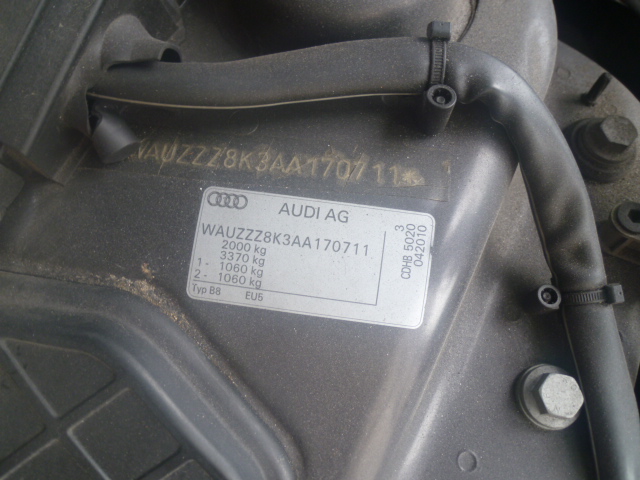 WAUZZZ8K3AA170711
AUDI AG
WAUZZZ8K3AA170711
2000 kg
3370 kg
1 - 1060 kg
2 - 1060 kg
Typ B8 EU5
3
CDHB 5020
042010